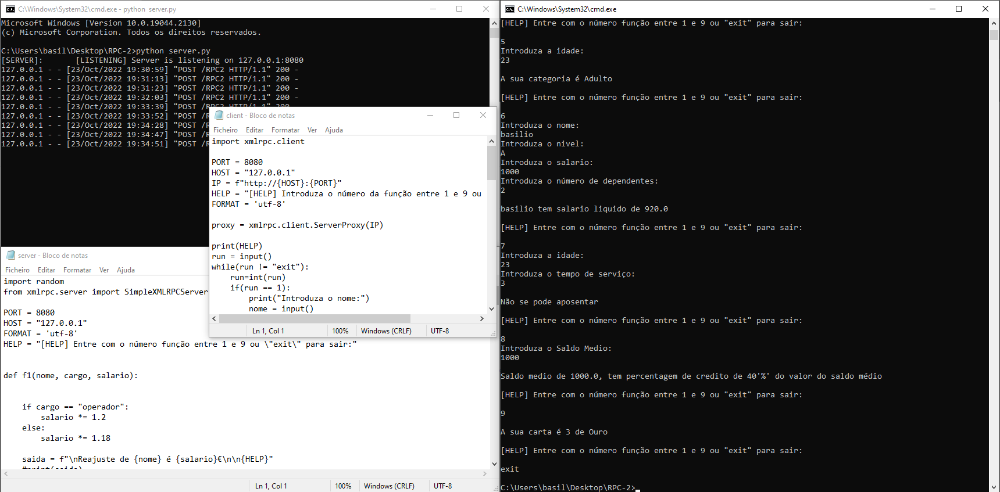 C:\Windows\System32\cmd.exe - python  server.py
Microsoft Windows [Version 10.0.19044.2130]
(c) Microsoft Corporation. Todos os direitos reservados.
C:\Users\basil\Desktop\RPC-2>python server.py
[SERVER]:       [LISTENING] Server is listening on 127.0.0.1:8080
127.0.0.1 - - [23/Oct/2022 19:30:59] "POST /RPC2 HTTP/1.1" 200 -
127.0.0.1 - - [23/Oct/2022 19:31:13] "POST /RPC2 HTTP/1.1" 200 -
127.0.0.1 - - [23/Oct/2022 19:31:23] "POST /RPC2 HTTP/1.1" 200 -
127.0.0.1 - - [23/Oct/2022 19:32:03] "POST /RPC2 HTTP/1.1" 200 -
127.0.0.1 - - [23/Oct/2022 19:33:39] "POST /RPC2 HTTP/1.1" 200 -
127.0.0.1 - - [23/Oct/2022 19:33:52] "POST /R
127.0.0.1 - - [23/Oct/2022 19:34:28] "POST /R
127.0.0.1 - - [23/Oct/2022 19:34:47] "POST /R
127.0.0.1 - - [23/Oct/2022 19:34:51] "POST /R
client - Bloco de notas
Ficheiro Editar Formatar Ver Ajuda
import xmlrpc.client
PORT = 8080
HOST = "127.0.0.1"
IP = f"http://{HOST}:{PORT}"
HELP = "[HELP] Introduza o número da função entre 1 e 9 ou
FORMAT = 'utf-8'
proxy = xmlrpc.client.ServerProxy(IP)
print(HELP)
run = input()
while(run != "exit"):
    run=int(run)
    if(run == 1):
        print("Introduza o nome:")
        nome = input()
Ln 1, Col 1 100% Windows (CRLF) UTF-8
server - Bloco de notas
Ficheiro Editar Formatar Ver Ajuda
import random
from xmlrpc.server import SimpleXMLRPCServer
PORT = 8080
HOST = "127.0.0.1"
FORMAT = 'utf-8'
HELP = "[HELP] Entre com o número função entre 1 e 9 ou \"exit\" para sair:"
def f1(nome, cargo, salario):
    if cargo == "operador":
        salario *= 1.2
    else:
        salario *= 1.18
    saida = f"\nReajuste de {nome} é {salario}€\n\n{HELP}"
    #print(saida)
Ln 1, Col 1 100% Windows (CRLF) UTF-8
C:\Windows\System32\cmd.exe
[HELP] Entre com o número função entre 1 e 9 ou "exit" para sair:
5
Introduza a idade:
23
A sua categoria é Adulto
[HELP] Entre com o número função entre 1 e 9 ou "exit" para sair:
6
Introduza o nome:
basilio
Introduza o nivel:
A
Introduza o salario:
1000
Introduza o número de dependentes:
2
basilio tem salario liquido de 920.0
[HELP] Entre com o número função entre 1 e 9 ou "exit" para sair:
7
Introduza a idade:
23
Introduza o tempo de serviço:
3
Não se pode aposentar
[HELP] Entre com o número função entre 1 e 9 ou "exit" para sair:
8
Introduza o Saldo Medio:
1000
Saldo medio de 1000.0, tem percentagem de credito de 40'%' do valor do saldo médio
[HELP] Entre com o número função entre 1 e 9 ou "exit" para sair:
9
A sua carta é 3 de Ouro
[HELP] Entre com o número função entre 1 e 9 ou "exit" para sair:
exit
C:\Users\basil\Desktop\RPC-2>